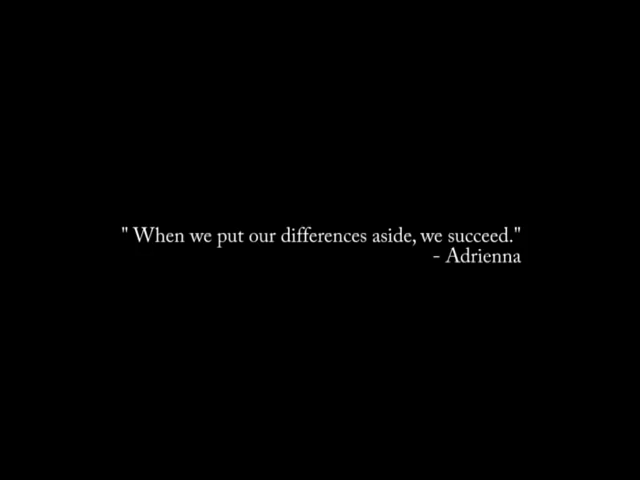 " When we put our differences aside, we succeed."
- Adrienna